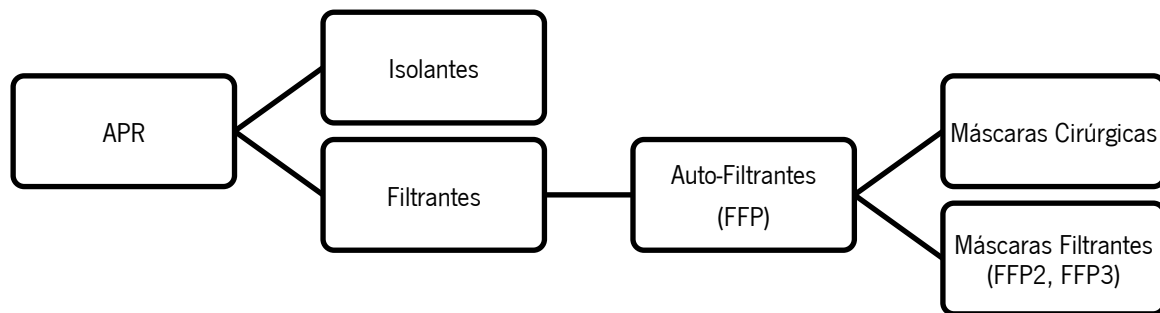 APR
Isolantes
Filtrantes
Auto-Filtrantes
(FFP)
Máscaras Cirúrgicas
Máscaras Filtrantes
(FFP2, FFP3)